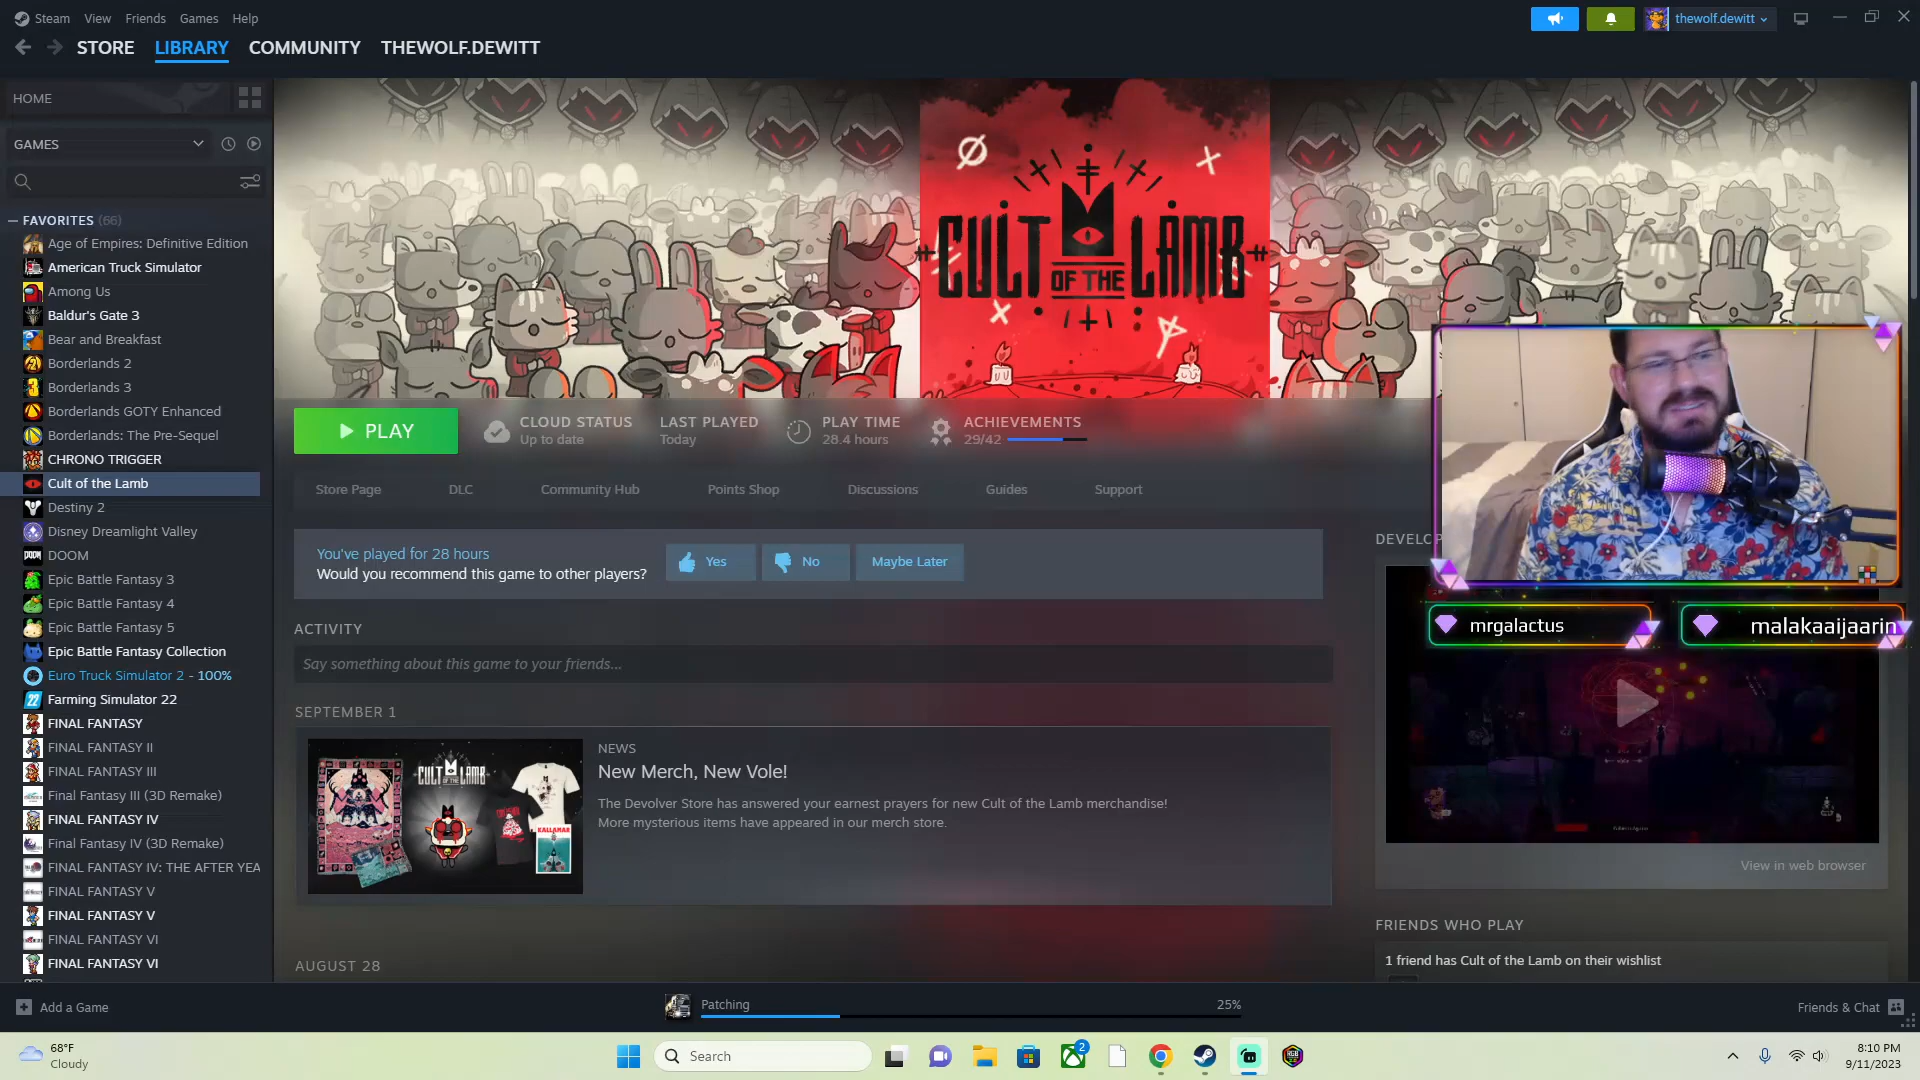 Steam View Friends Games Help
thewolf.dewitt
STORE LIBRARY COMMUNITY THEWOLF.DEWITT
HOME
GAMES
FAVORITES (66)
Age of Empires: Definitive Edition
American Truck Simulator
Among Us
Baldur's Gate 3
Bear and Breakfast
Borderlands 2
Borderlands 3
Borderlands GOTY Enhanced
Borderlands: The Pre-Sequel
CHRONO TRIGGER
Cult of the Lamb
Destiny 2
Disney Dreamlight Valley
DOOM
Epic Battle Fantasy 3
Epic Battle Fantasy 4
Epic Battle Fantasy 5
Epic Battle Fantasy Collection
Euro Truck Simulator 2 - 100%
Farming Simulator 22
FINAL FANTASY
FINAL FANTASY II
FINAL FANTASY III
Final Fantasy III (3D Remake)
FINAL FANTASY IV
Final Fantasy IV (3D Remake)
FINAL FANTASY IV: THE AFTER YEA
FINAL FANTASY V
FINAL FANTASY V
FINAL FANTASY VI
FINAL FANTASY VI
CULT OF THE LAMB
PLAY
CLOUD STATUS
Up to date
LAST PLAYED
Today
PLAY TIME
28.4 hours
ACHIEVEMENTS
29/42
Store Page DLC Community Hub Points Shop Discussions Guides Support
You've played for 28 hours
Would you recommend this game to other players?
Yes
No
Maybe Later
ACTIVITY
Say something about this game to your friends...
SEPTEMBER 1
CULT OF THE LAMB
KALLAMAR
NEWS
New Merch, New Vole!
The Devolver Store has answered your earnest prayers for new Cult of the Lamb merchandise!
More mysterious items have appeared in our merch store.
AUGUST 28
DEVELOP
mrgalactus
malakaaijaarin
View in web browser
FRIENDS WHO PLAY
1 friend has Cult of the Lamb on their wishlist
Add a Game
Patching 25%
Friends & Chat
68°F
Cloudy
Search
2
8:10 PM
9/11/2023